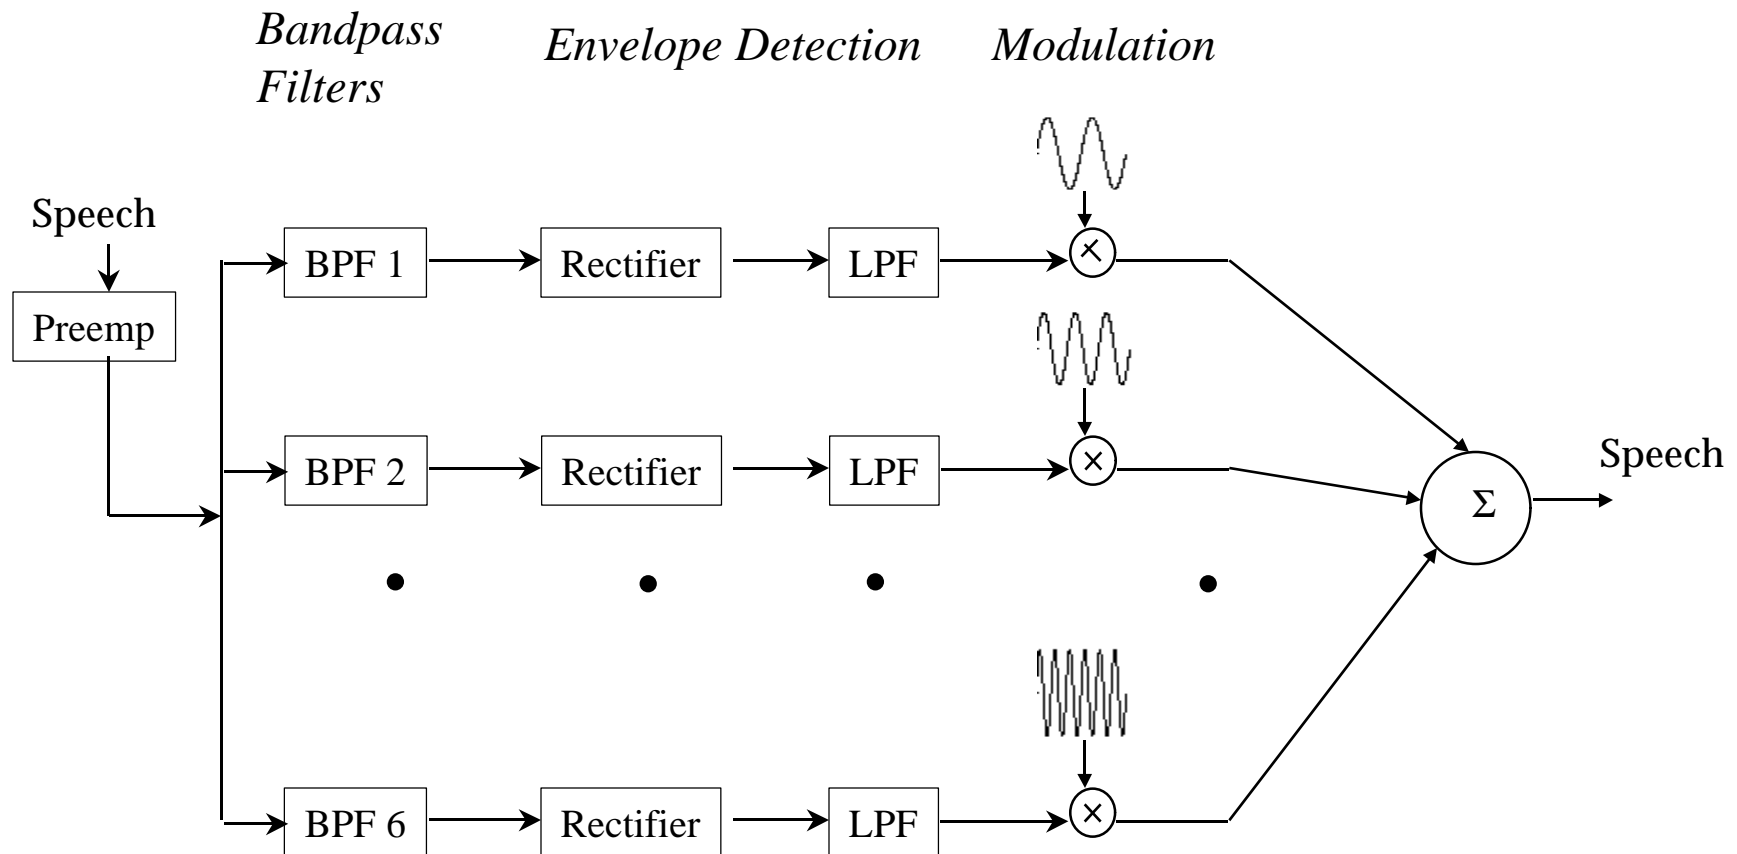 Bandpass
Filters
Envelope Detection
Modulation
Speech
Preemp
BPF 1
Rectifier
LPF
×
BPF 2
Rectifier
LPF
×
Σ
Speech
BPF 6
Rectifier
LPF
×